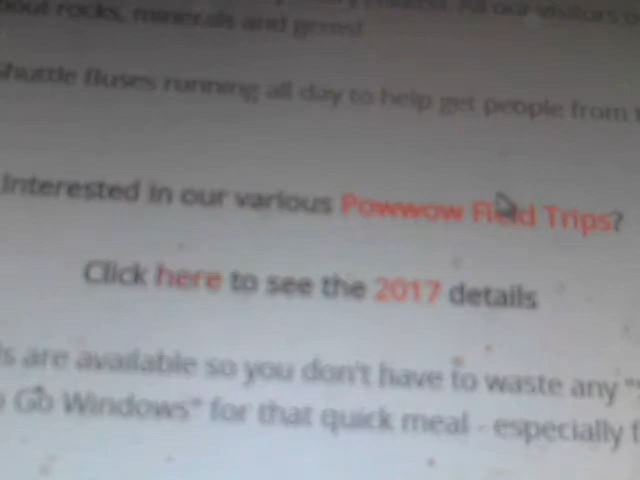 about rocks, minerals and gems!
Shuttle Buses running all day to help get people from
Interested in our various Powwow Field Trips?
Click here to see the 2017 details
are available so you don't have to waste any
Go Windows" for that quick meal - especially